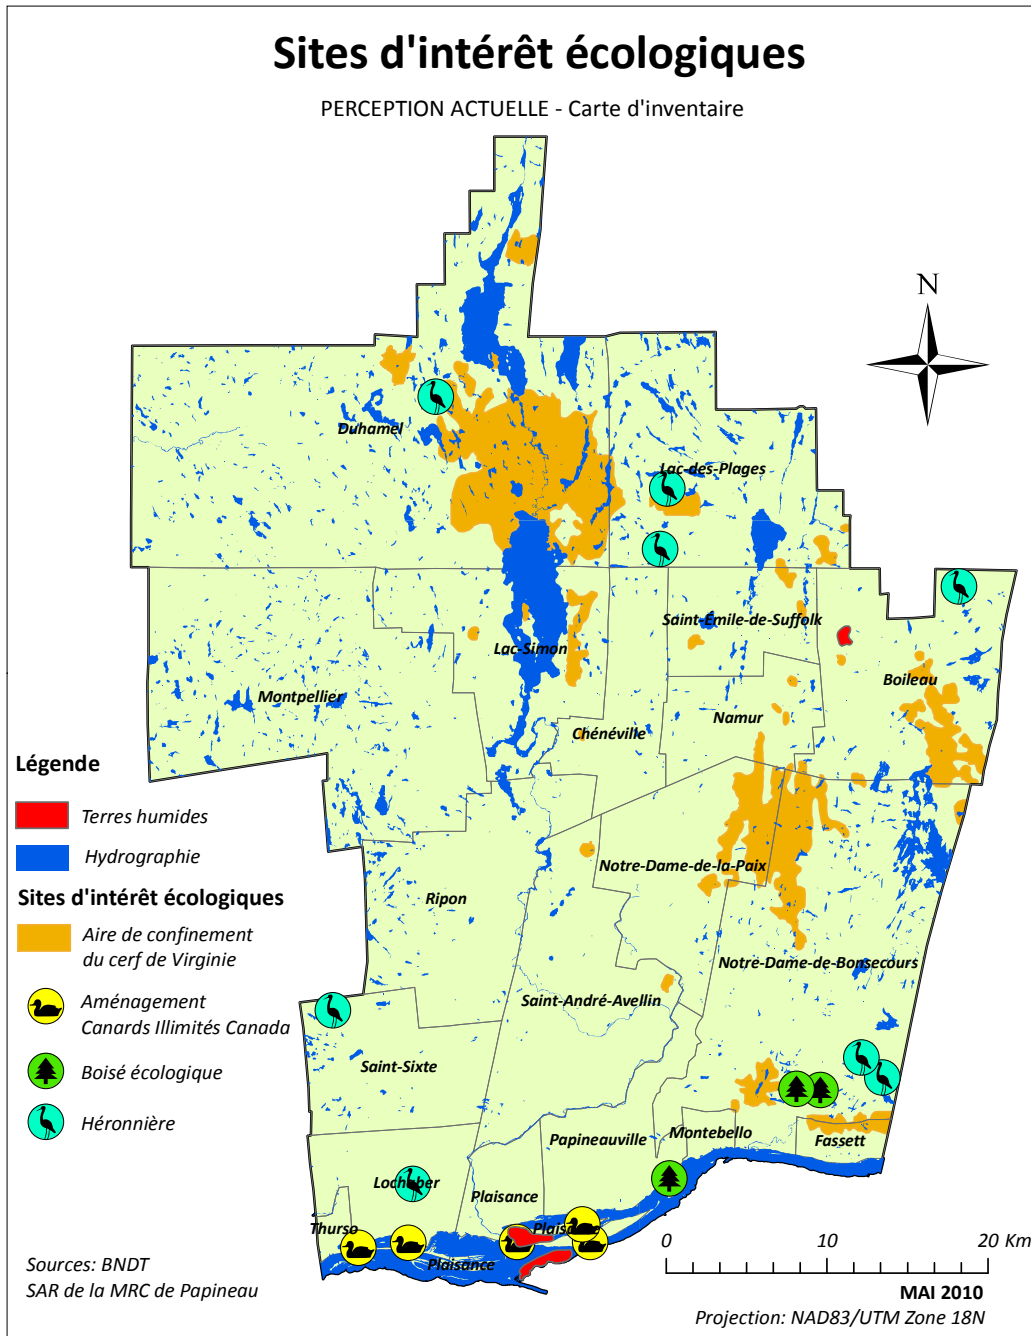 Sites d'intérêt écologiques
PERCEPTION ACTUELLE - Carte d'inventaire
N
Duhamel
Lac-des-Plages
Saint-Émile-de-Suffolk
Lac-Simon
Boileau
Montpellier
Namur
Chénéville
Légende
Terres humides
Hydrographie
Sites d'intérêt écologiques
Aire de confinement
du cerf de Virginie
Aménagement
Canards Illimités Canada
Boisé écologique
Héronnière
Notre-Dame-de-la-Paix
Ripon
Notre-Dame-de-Bonsecours
Saint-André-Avellin
Saint-Sixte
Papineauville
Montebello
Fassett
Lochaber
Plaisance
Thurso
Plaisance
Plaisance
0 10 20 Km
Sources: BNDT
SAR de la MRC de Papineau
MAI 2010
Projection: NAD83/UTM Zone 18N